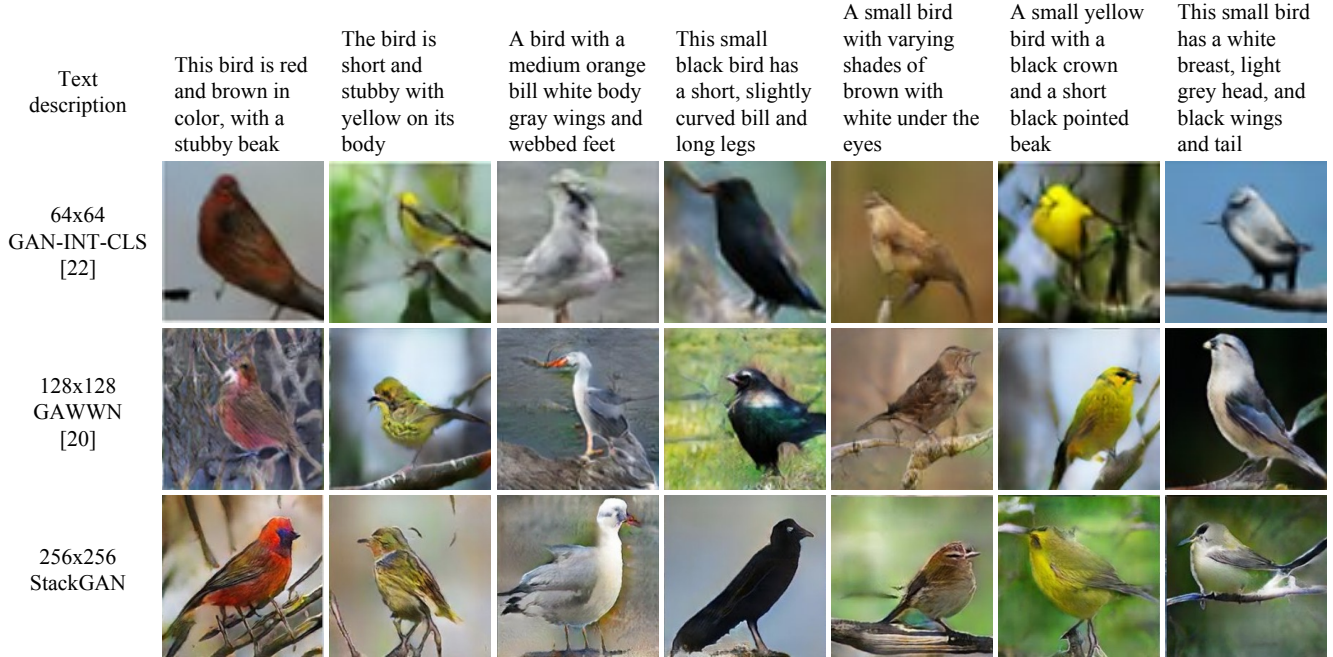 Text
description
This bird is red
and brown in
color, with a
stubby beak
The bird is
short and
stubby with
yellow on its
body
A bird with a
medium orange
bill white body
gray wings and
webbed feet
This small
black bird has
a short, slightly
curved bill and
long legs
A small bird
with varying
shades of
brown with
white under the
eyes
A small yellow
bird with a
black crown
and a short
black pointed
beak
This small bird
has a white
breast, light
grey head, and
black wings
and tail
64x64
GAN-INT-CLS
[22]
128x128
GAWWN
[20]
256x256
StackGAN